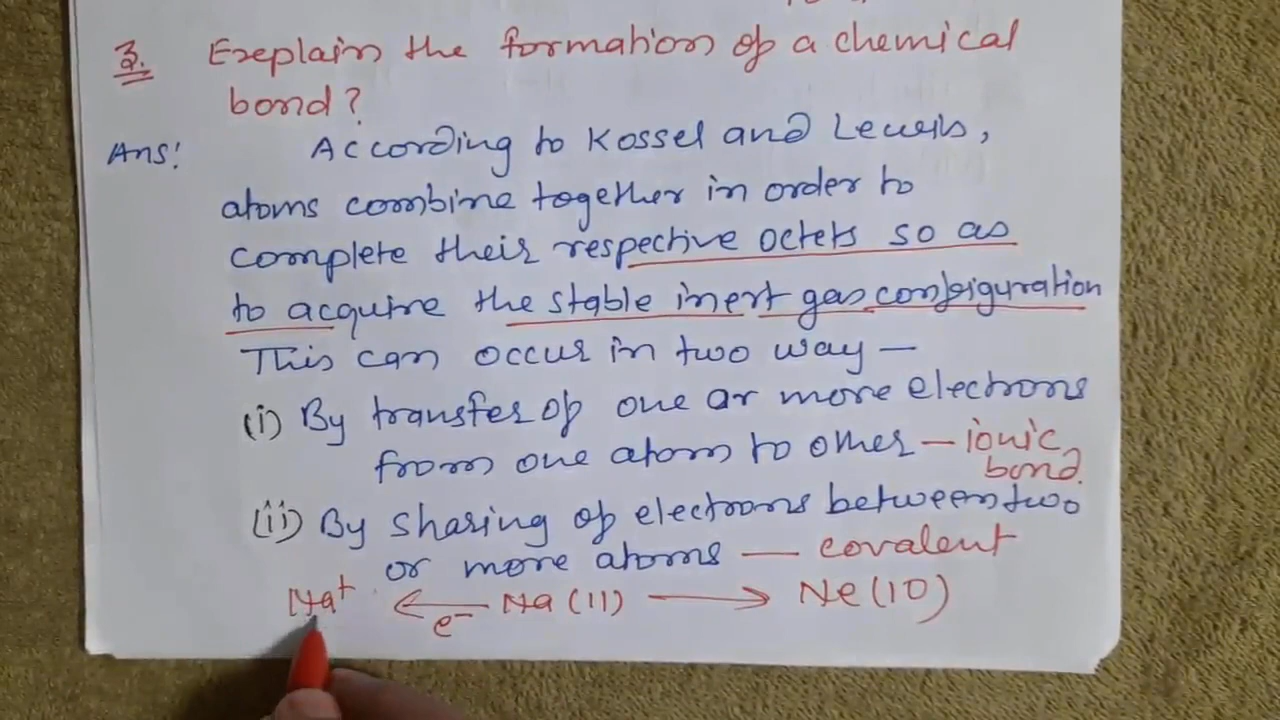 3. Explain the formation of a chemical
bond?
Ans! According to Kossel and Lewis,
atoms combine together in order to
complete their respective octets so as
to acquire the stable inert gas configuration
This can occur in two way —
(i) By transfer of one or more electrons
from one atom to other — ionic
bond.
(ii) By sharing of electrons between two
or more atoms — covalent
Na⁺ ← e⁻ Na (11) → Ne (10)